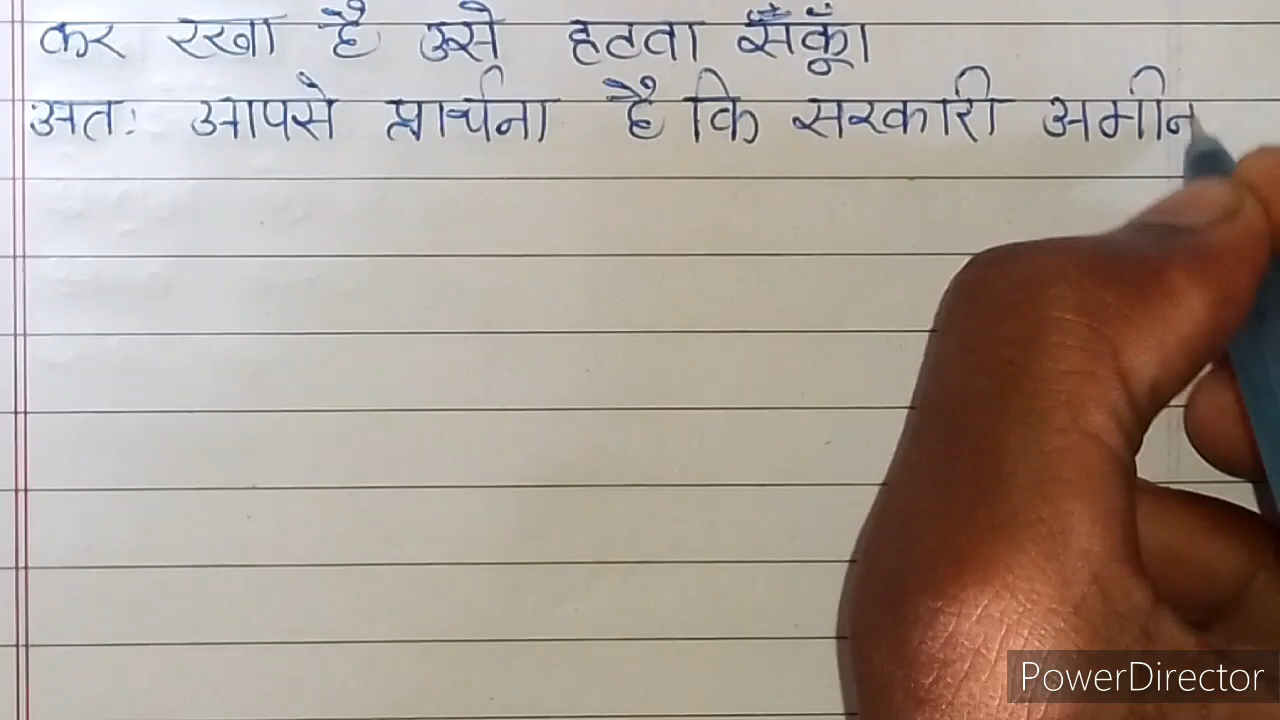 कर रखा है उसे हटवा सकूँ।
अतः आपसे प्रार्थना है कि सरकारी अमीन
PowerDirector